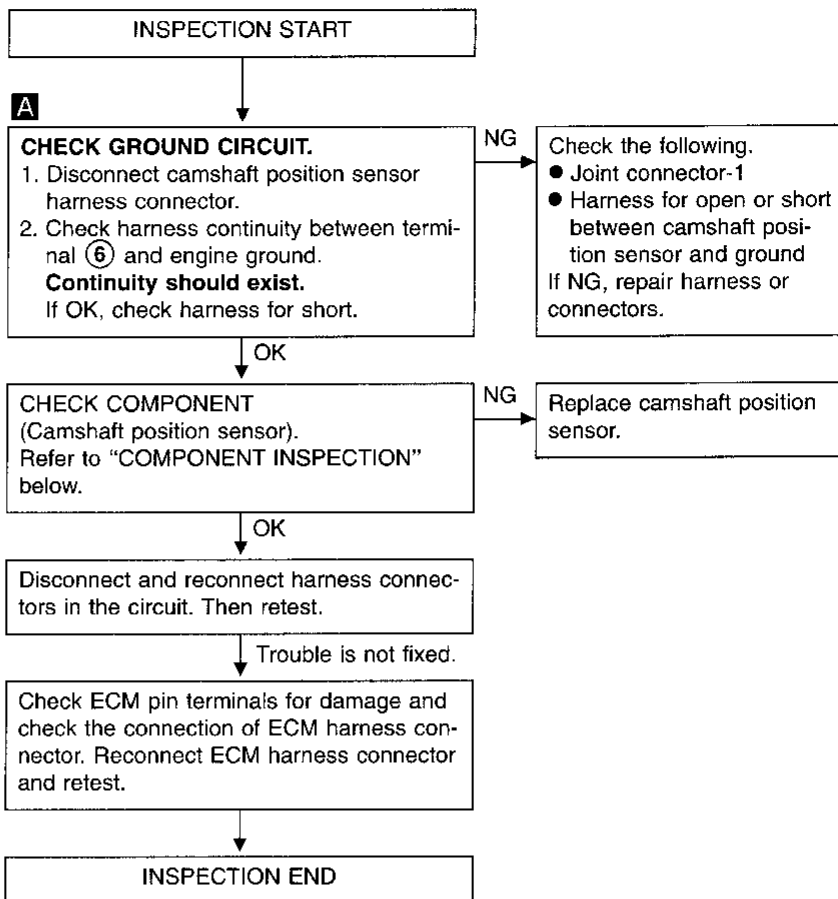 INSPECTION START
A
CHECK GROUND CIRCUIT.
1. Disconnect camshaft position sensor
harness connector.
2. Check harness continuity between termi-
nal ⑥ and engine ground.
Continuity should exist.
If OK, check harness for short.
NG
Check the following.
● Joint connector-1
● Harness for open or short
between camshaft posi-
tion sensor and ground
If NG, repair harness or
connectors.
OK
CHECK COMPONENT
(Camshaft position sensor).
Refer to “COMPONENT INSPECTION”
below.
NG
Replace camshaft position
sensor.
OK
Disconnect and reconnect harness connec-
tors in the circuit. Then retest.
Trouble is not fixed.
Check ECM pin terminals for damage and
check the connection of ECM harness con-
nector. Reconnect ECM harness connector
and retest.
INSPECTION END